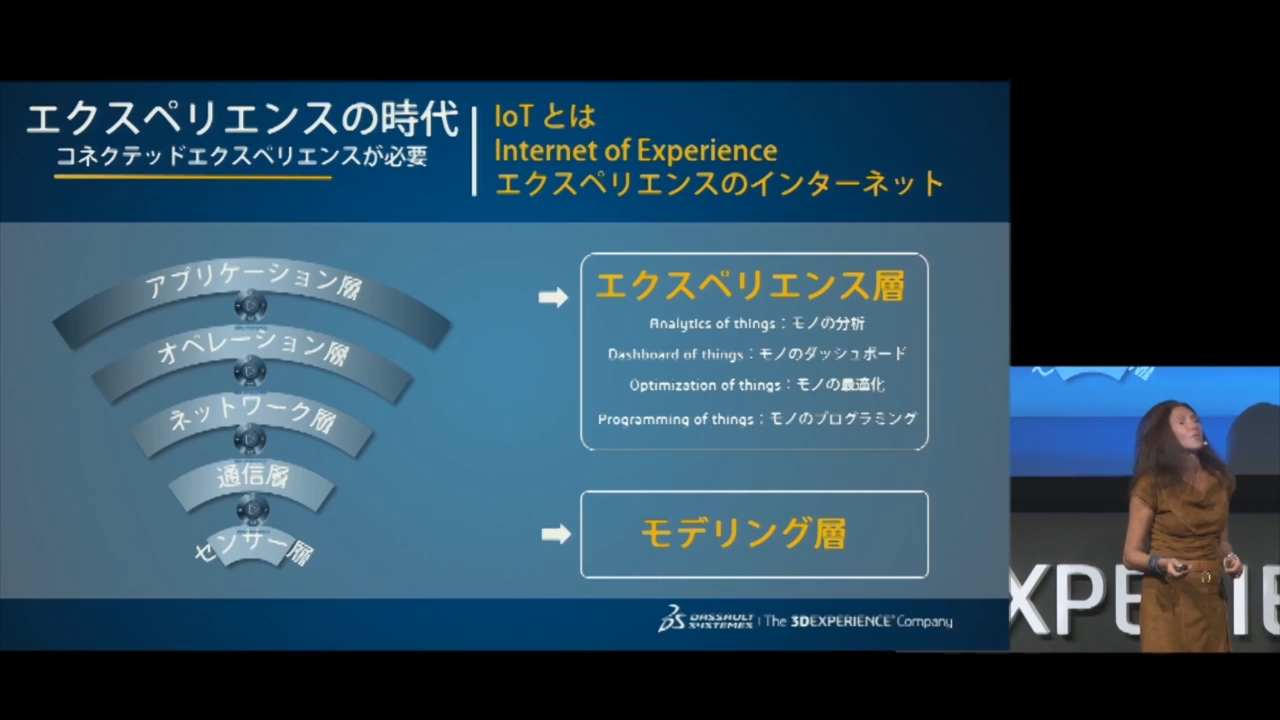 エクスペリエンスの時代
コネクテッドエクスペリエンスが必要
IoT とは
Internet of Experience
エクスペリエンスのインターネット
アプリケーション層
オペレーション層
ネットワーク層
通信層
センサー層
エクスペリエンス層
Analytics of things：モノの分析
Dashboard of things：モノのダッシュボード
Optimization of things：モノの最適化
Programming of things：モノのプログラミング
モデリング層
DASSAULT SYSTEMES | The 3DEXPERIENCE® Company
XPE IE